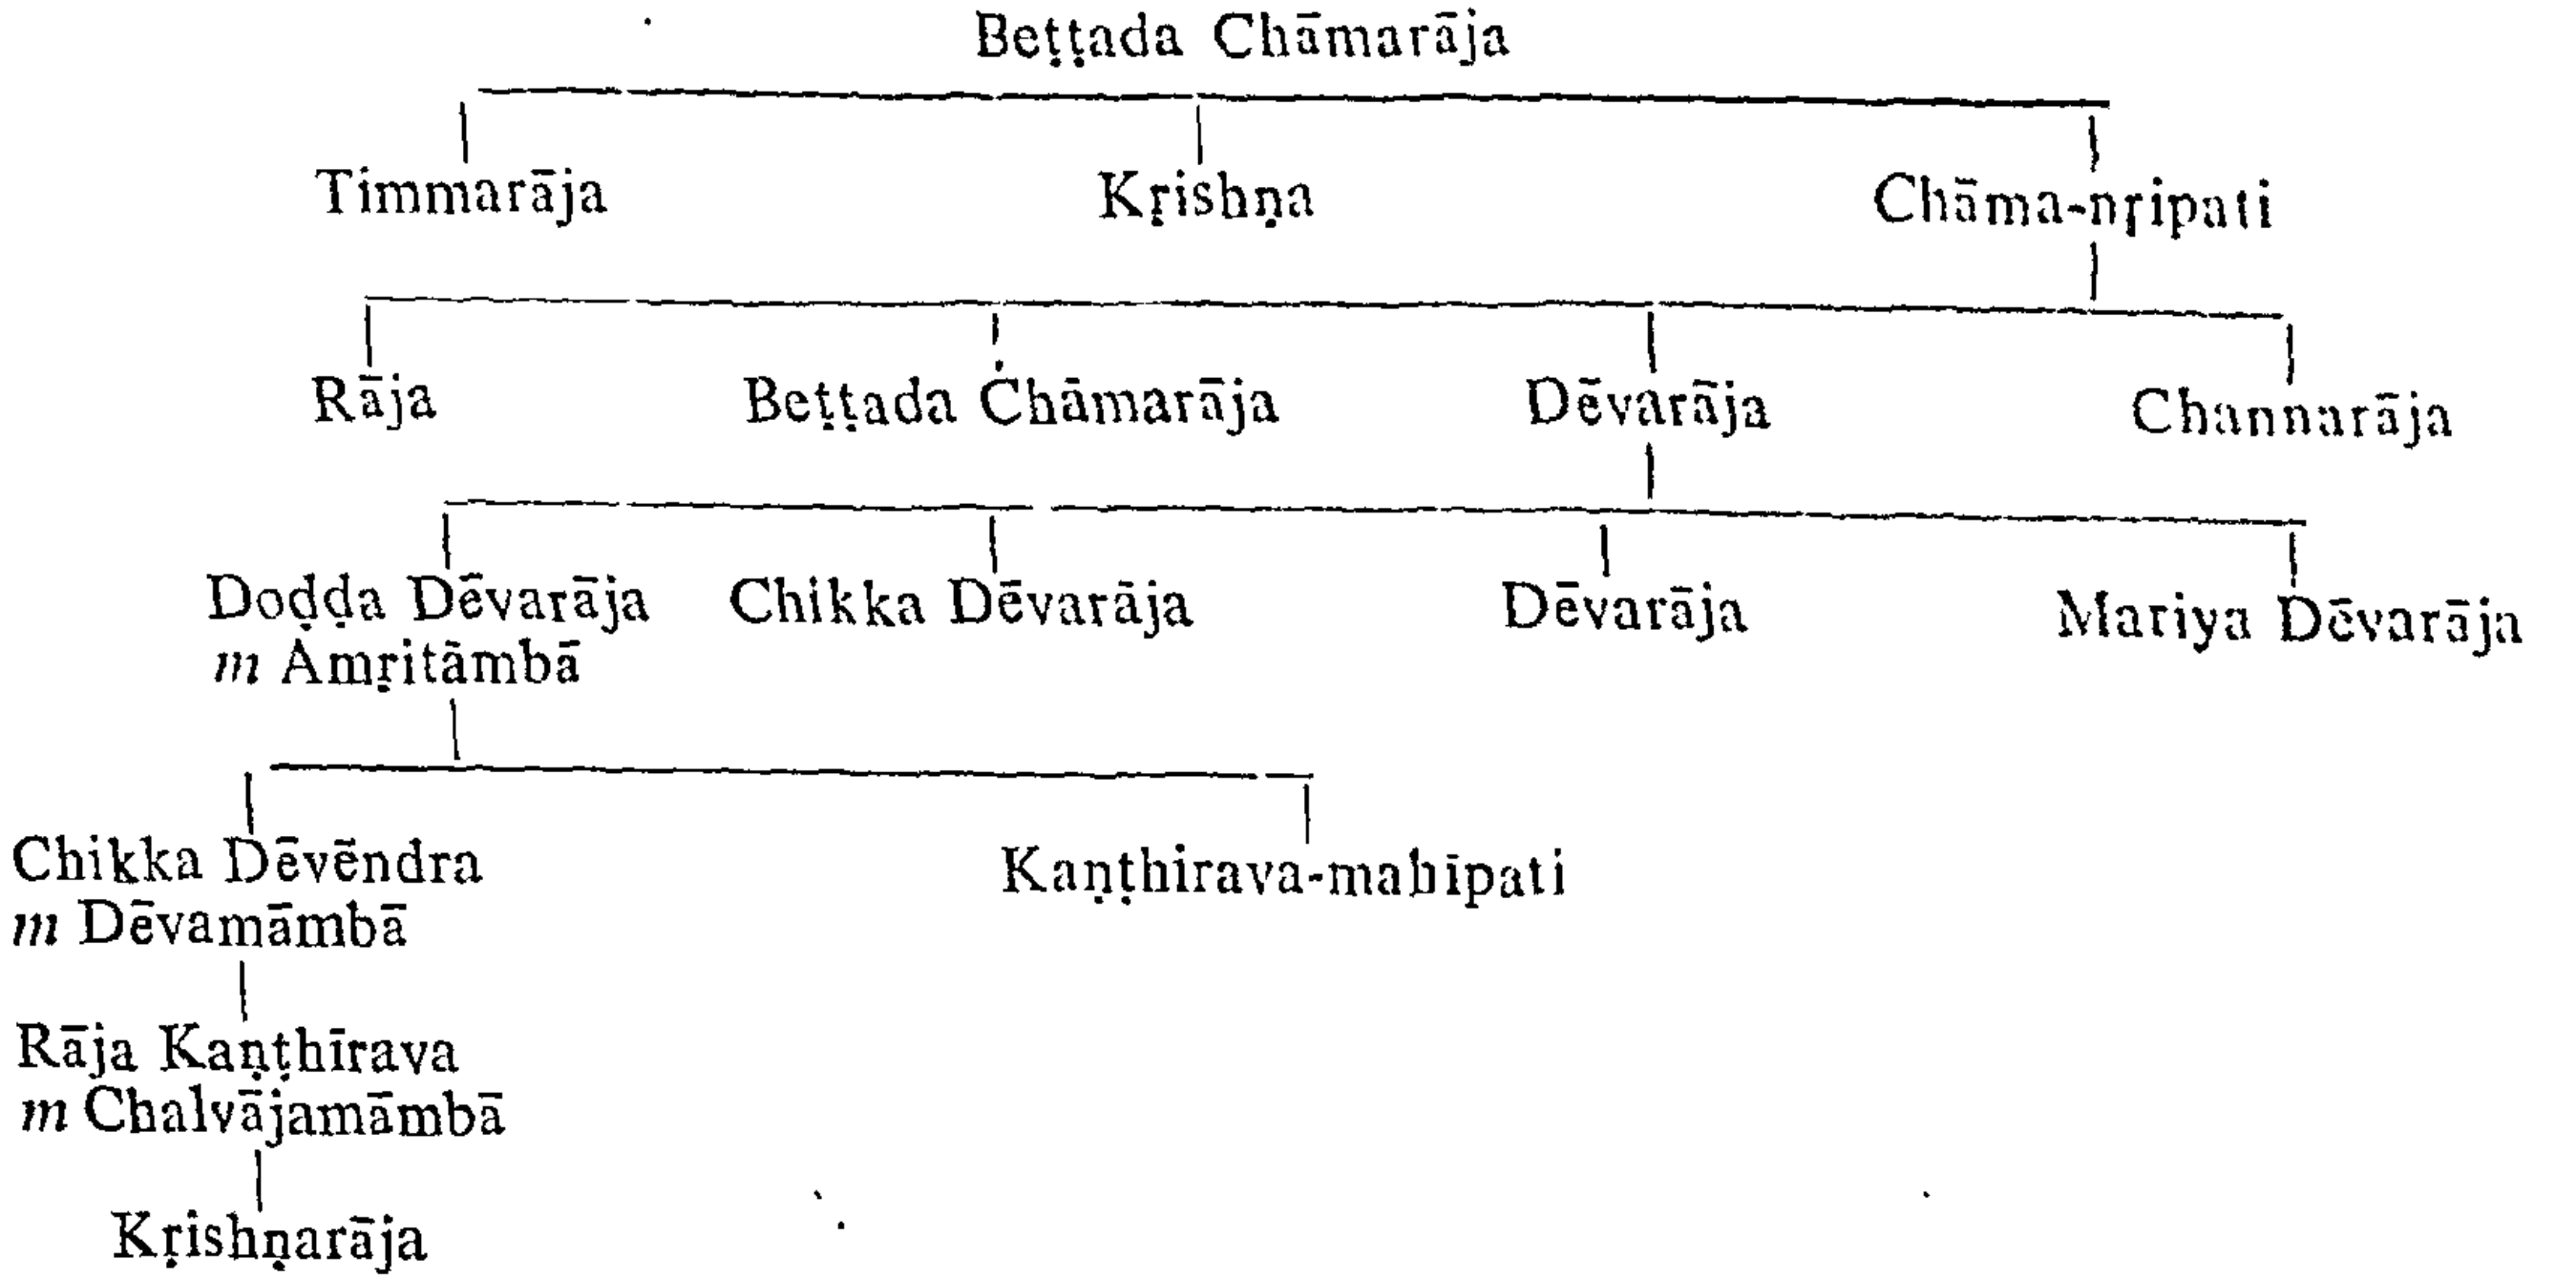 Beṭṭada Chāmarāja
Timmarāja Kṛishṇa Chāma-nṛipati
Rāja Beṭṭada Chāmarāja Dēvarāja Channarāja
Doḍḍa Dēvarāja Chikka Dēvarāja Dēvarāja Mariya Dēvarāja
m Amṛitāmbā
Chikka Dēvēndra Kaṇṭhirava-mahīpati
m Dēvamāmbā
Rāja Kaṇṭhīrava
m Chalvājamāmbā
Kṛishṇarāja